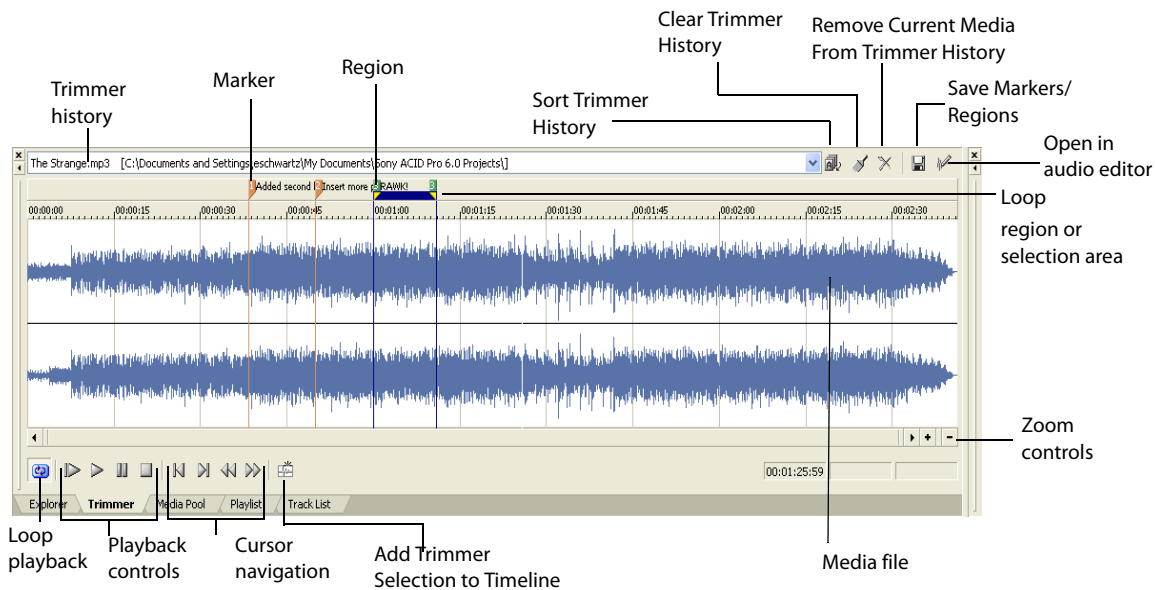 Clear Trimmer
History
Remove Current Media
From Trimmer History
Marker
Region
Trimmer
history
Sort Trimmer
History
Save Markers/
Regions
Open in
audio editor
The Strange.mp3 [C:\Documents and Settings\eschwartz\My Documents\Sony ACID Pro 6.0 Projects\]
1 Added second 2 Insert more 3 RAWK! 3
Loop
region or
selection area
00:00:00 00:00:15 00:00:30 00:00:45 00:01:00 00:01:15 00:01:30 00:01:45 00:02:00 00:02:15 00:02:30
Zoom
controls
00:01:25:59
Explorer Trimmer Media Pool Playlist Track List
Loop
playback
Playback
controls
Cursor
navigation
Add Trimmer
Selection to Timeline
Media file